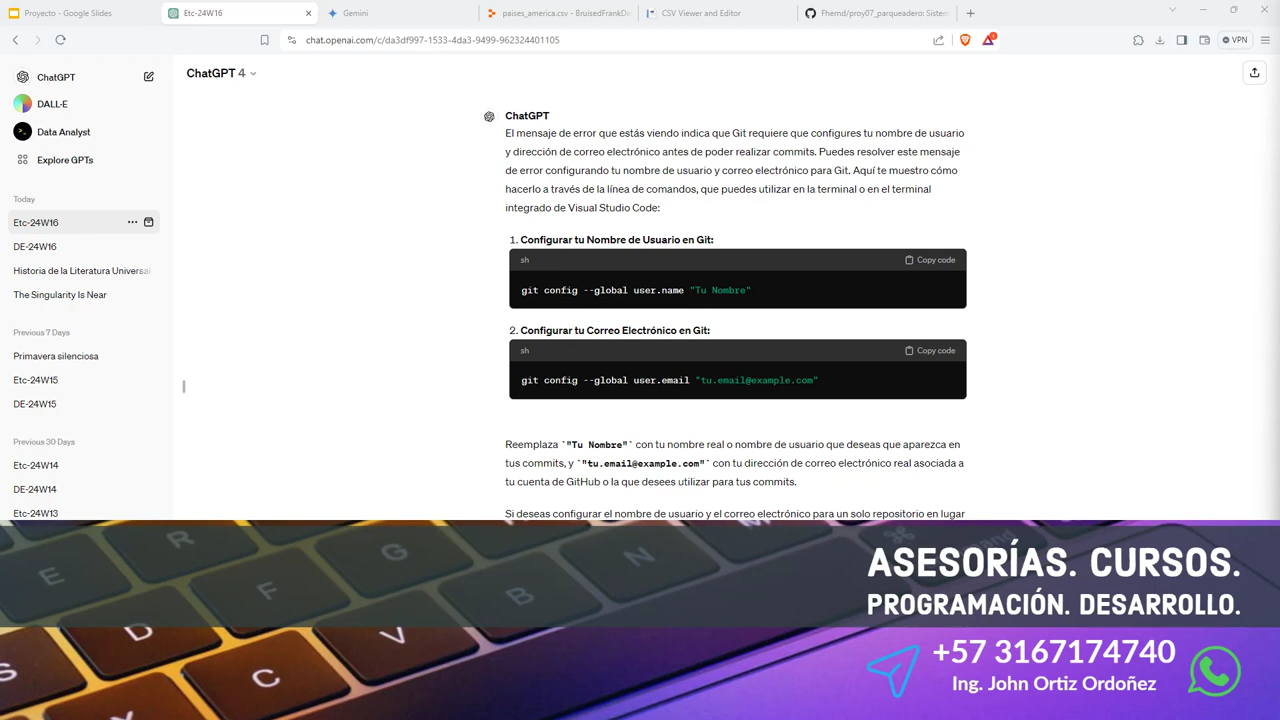 Proyecto - Google Slides
Etc-24W16
Gemini
paises_america.csv - BruisedFrankDe
CSV Viewer and Editor
Fhernd/proy07_parqueadero: Sistem
chat.openai.com/c/da3df997-1533-4da3-9499-962324401105
VPN
ChatGPT
DALL-E
Data Analyst
Explore GPTs
Today
Etc-24W16
DE-24W16
Historia de la Literatura Universal
The Singularity Is Near
Previous 7 Days
Primavera silenciosa
Etc-24W15
DE-24W15
Previous 30 Days
Etc-24W14
DE-24W14
Etc-24W13
ChatGPT 4
ChatGPT
El mensaje de error que estás viendo indica que Git requiere que configures tu nombre de usuario
y dirección de correo electrónico antes de poder realizar commits. Puedes resolver este mensaje
de error configurando tu nombre de usuario y correo electrónico para Git. Aquí te muestro cómo
hacerlo a través de la línea de comandos, que puedes utilizar en la terminal o en el terminal
integrado de Visual Studio Code:
1. Configurar tu Nombre de Usuario en Git:
sh
Copy code
git config --global user.name "Tu Nombre"
2. Configurar tu Correo Electrónico en Git:
sh
Copy code
git config --global user.email "tu.email@example.com"
Reemplaza `"Tu Nombre"` con tu nombre real o nombre de usuario que deseas que aparezca en
tus commits, y `"tu.email@example.com"` con tu dirección de correo electrónico real asociada a
tu cuenta de GitHub o la que desees utilizar para tus commits.
Si deseas configurar el nombre de usuario y el correo electrónico para un solo repositorio en lugar
E
R
F
G
N
B
D
C
V
ASESORÍAS. CURSOS.
PROGRAMACIÓN. DESARROLLO.
+57 3167174740
Ing. John Ortiz Ordoñez